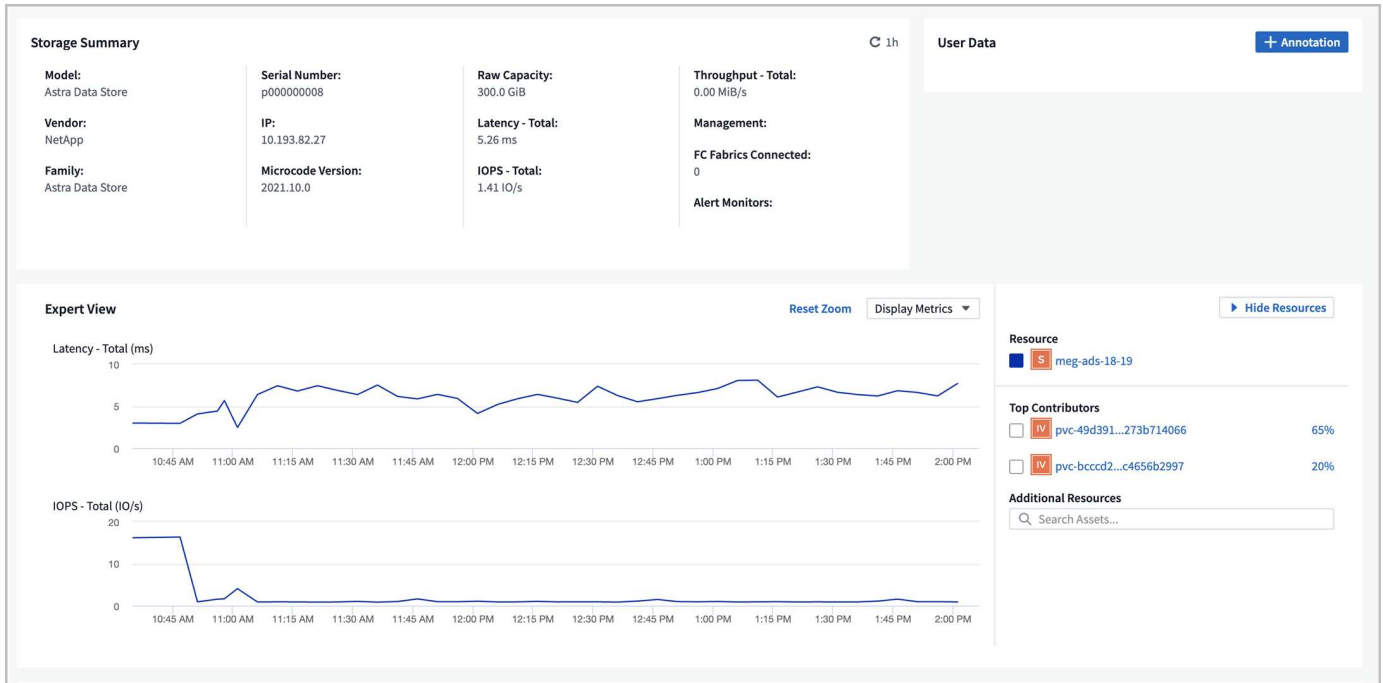 Storage Summary
1h
Model:
Astra Data Store
Vendor:
NetApp
Family:
Astra Data Store
Serial Number:
p000000008
IP:
10.193.82.27
Microcode Version:
2021.10.0
Raw Capacity:
300.0 GiB
Latency - Total:
5.26 ms
IOPS - Total:
1.41 IO/s
Throughput - Total:
0.00 MiB/s
Management:
FC Fabrics Connected:
0
Alert Monitors:
User Data
+ Annotation
Expert View
Reset Zoom
Display Metrics
Latency - Total (ms)
10
5
0
10:45 AM 11:00 AM 11:15 AM 11:30 AM 11:45 AM 12:00 PM 12:15 PM 12:30 PM 12:45 PM 1:00 PM 1:15 PM 1:30 PM 1:45 PM 2:00 PM
IOPS - Total (IO/s)
20
10
0
10:45 AM 11:00 AM 11:15 AM 11:30 AM 11:45 AM 12:00 PM 12:15 PM 12:30 PM 12:45 PM 1:00 PM 1:15 PM 1:30 PM 1:45 PM 2:00 PM
Hide Resources
Resource
S meg-ads-18-19
Top Contributors
IV pvc-49d391...273b714066 65%
IV pvc-bcccd2...c4656b2997 20%
Additional Resources
Search Assets...